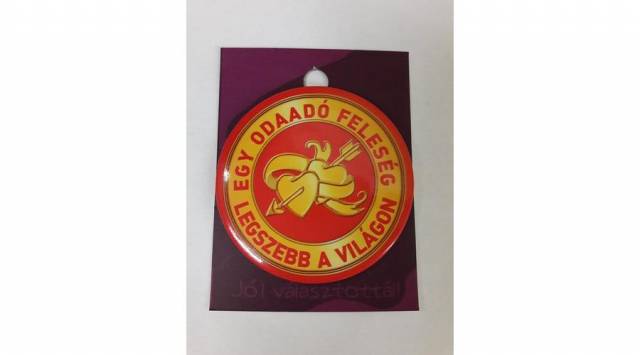 EGY ODAADÓ FELESÉG
LEGSZEBB A VILÁGON
Jól választottál!